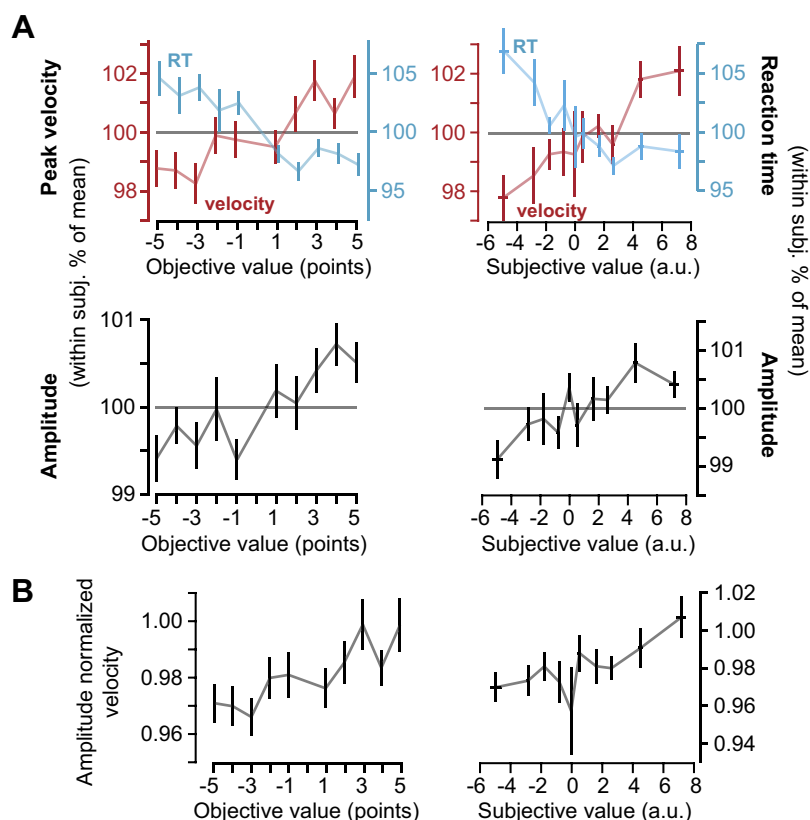 A
Peak velocity
(within subj. % of mean)
102
100
98
RT
velocity
105
100
95
-5 -3 -1 1 3 5
Objective value (points)
RT
velocity
105
100
95
Reaction time
(within subj. % of mean)
-6 -4 -2 0 2 4 6 8
Subjective value (a.u.)
Amplitude
101
100
99
-5 -3 -1 1 3 5
Objective value (points)
101
100
99
Amplitude
-6 -4 -2 0 2 4 6 8
Subjective value (a.u.)
B
Amplitude normalized
velocity
1.00
0.98
0.96
-5 -3 -1 1 3 5
Objective value (points)
1.02
1.00
0.98
0.96
0.94
-6 -4 -2 0 2 4 6 8
Subjective value (a.u.)